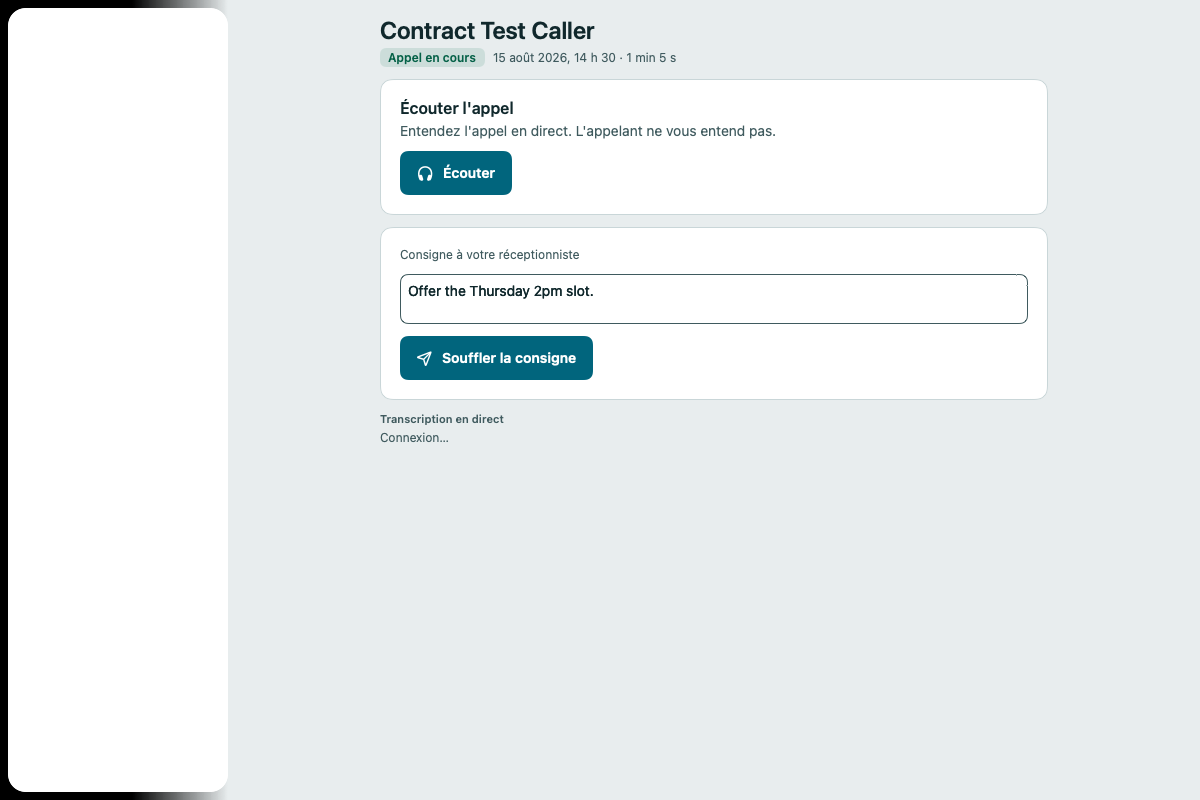 Contract Test Caller
Appel en cours 15 août 2026, 14 h 30 · 1 min 5 s
Écouter l'appel
Entendez l'appel en direct. L'appelant ne vous entend pas.
Écouter
Consigne à votre réceptionniste
Offer the Thursday 2pm slot.
Souffler la consigne
Transcription en direct
Connexion…